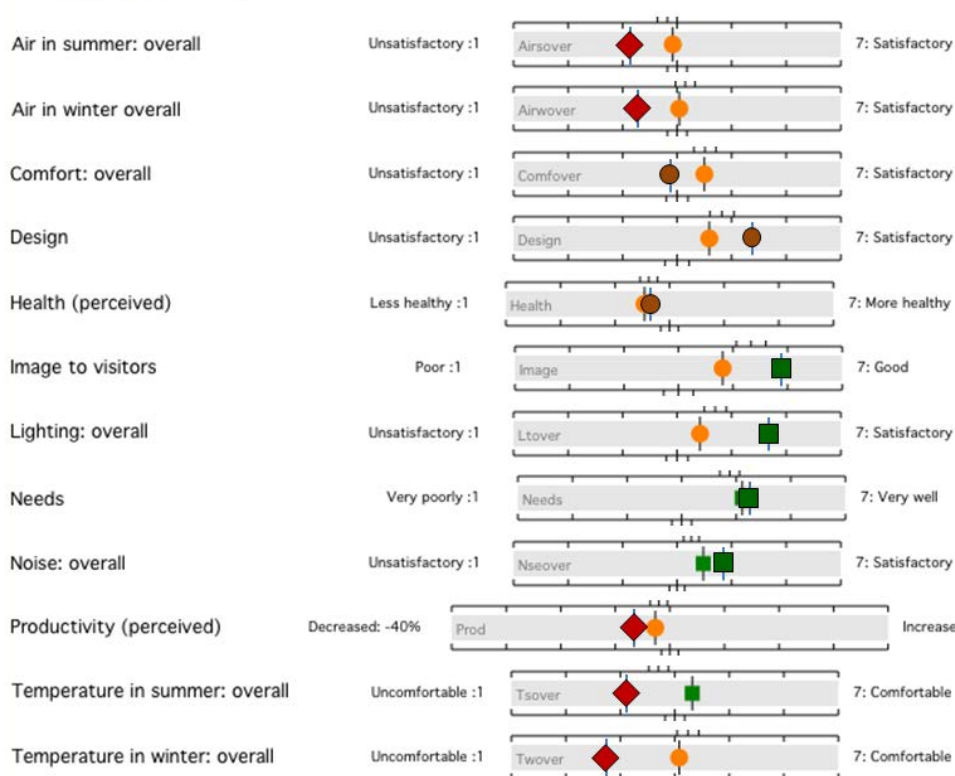 Air in summer: overall Unsatisfactory :1 Airsover 7: Satisfactory
Air in winter overall Unsatisfactory :1 Airwover 7: Satisfactory
Comfort: overall Unsatisfactory :1 Comfover 7: Satisfactory
Design Unsatisfactory :1 Design 7: Satisfactory
Health (perceived) Less healthy :1 Health 7: More healthy
Image to visitors Poor :1 Image 7: Good
Lighting: overall Unsatisfactory :1 Ltover 7: Satisfactory
Needs Very poorly :1 Needs 7: Very well
Noise: overall Unsatisfactory :1 Nseover 7: Satisfactory
Productivity (perceived) Decreased: -40% Prod Increase
Temperature in summer: overall Uncomfortable :1 Tsover 7: Comfortable
Temperature in winter: overall Uncomfortable :1 Twover 7: Comfortable